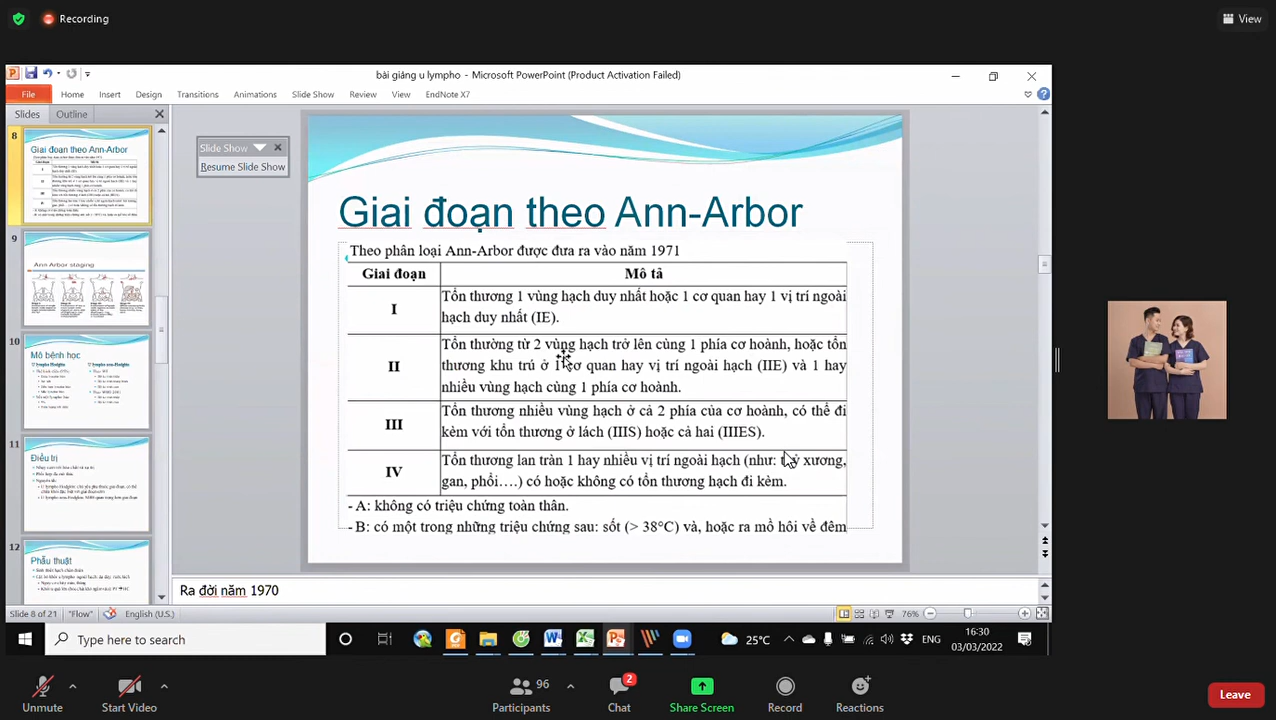 Recording
View
bài giảng u lympho - Microsoft PowerPoint (Product Activation Failed)
File Home Insert Design Transitions Animations Slide Show Review View EndNote X7
Slides Outline
8
Giai đoạn theo Ann-Arbor
9
Ann Arbor staging
10
Mô bệnh học
11
Điều trị
12
Phẫu thuật
Slide Show
Resume Slide Show
Giai đoạn theo Ann-Arbor
Theo phân loại Ann-Arbor được đưa ra vào năm 1971
Giai đoạn Mô tả
I
Tổn thương 1 vùng hạch duy nhất hoặc 1 cơ quan hay 1 vị trí ngoài
hạch duy nhất (IE).
II
Tổn thường từ 2 vùng hạch trở lên cùng 1 phía cơ hoành, hoặc tổn
thương khu trú ở 1 cơ quan hay vị trí ngoài hạch (IIE) và 1 hay
nhiều vùng hạch cùng 1 phía cơ hoành.
III
Tổn thương nhiều vùng hạch ở cả 2 phía của cơ hoành, có thể đi
kèm với tổn thương ở lách (IIIS) hoặc cả hai (IIIES).
IV
Tổn thương lan tràn 1 hay nhiều vị trí ngoài hạch (như: xương,
gan, phổi…) có hoặc không có tổn thương hạch đi kèm.
- A: không có triệu chứng toàn thân.
- B: có một trong những triệu chứng sau: sốt (> 38°C) và, hoặc ra mồ hôi về đêm
Ra đời năm 1970
Slide 8 of 21 "Flow" English (U.S.) 76%
Type here to search
25°C ENG
16:30
03/03/2022
96
2
Unmute Start Video Participants Chat Share Screen Record Reactions Leave